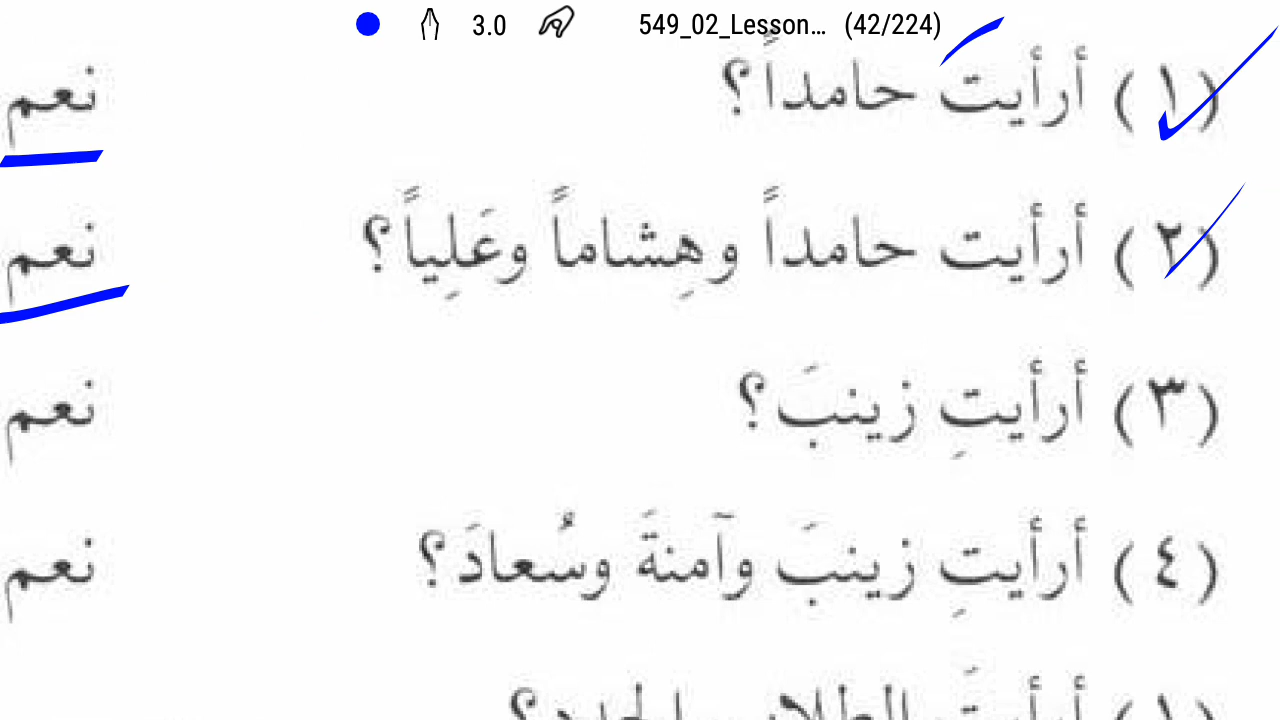 3.0 549_02_Lesson... (42/224)
(١) أرأيت حامداً؟ نعم
(٢) أرأيت حامداً وهِشاماً وعَلِياً؟ نعم
(٣) أرأيتِ زينبَ؟ نعم
(٤) أرأيتِ زينبَ وآمنةَ وسُعادَ؟ نعم